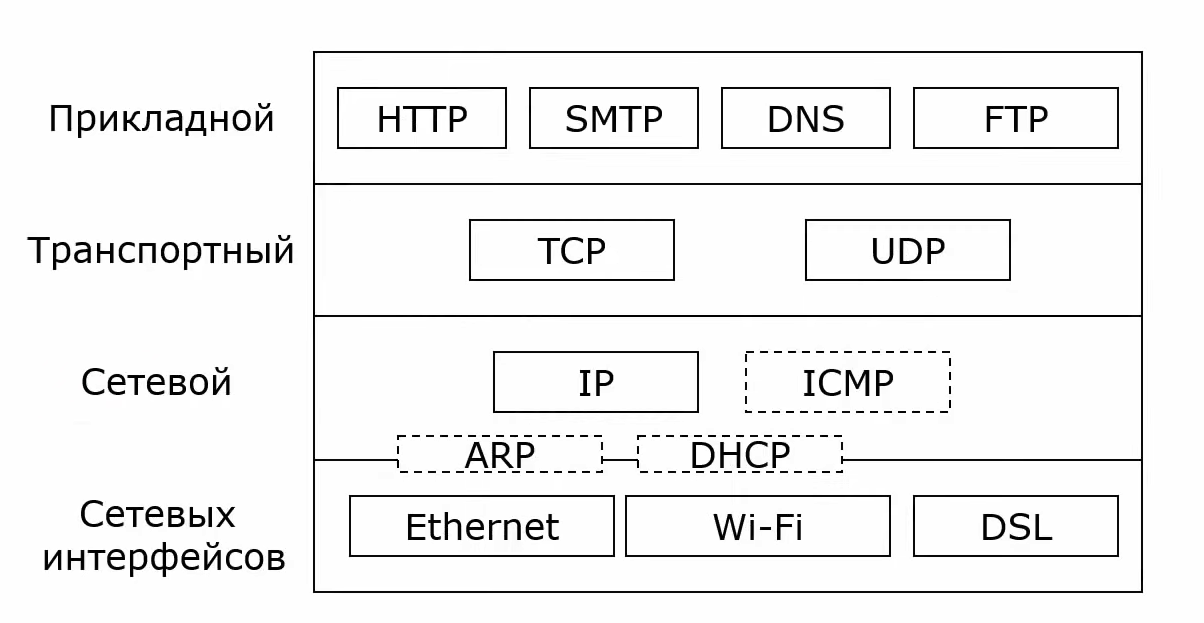 Прикладной
HTTP
SMTP
DNS
FTP
Транспортный
TCP
UDP
Сетевой
IP
ICMP
ARP
DHCP
Сетевых
интерфейсов
Ethernet
Wi-Fi
DSL